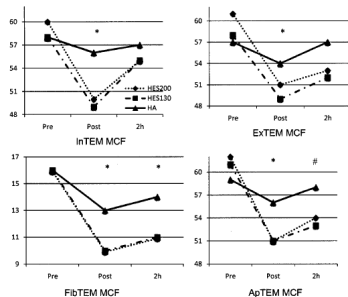 60
57
54
51
48
*
HES200
HES130
HA
Pre Post 2h
InTEM MCF
60
57
54
51
48
*
Pre Post 2h
ExTEM MCF
17
15
13
11
9
* *
Pre Post 2h
FibTEM MCF
60
57
54
51
48
* #
Pre Post 2h
ApTEM MCF